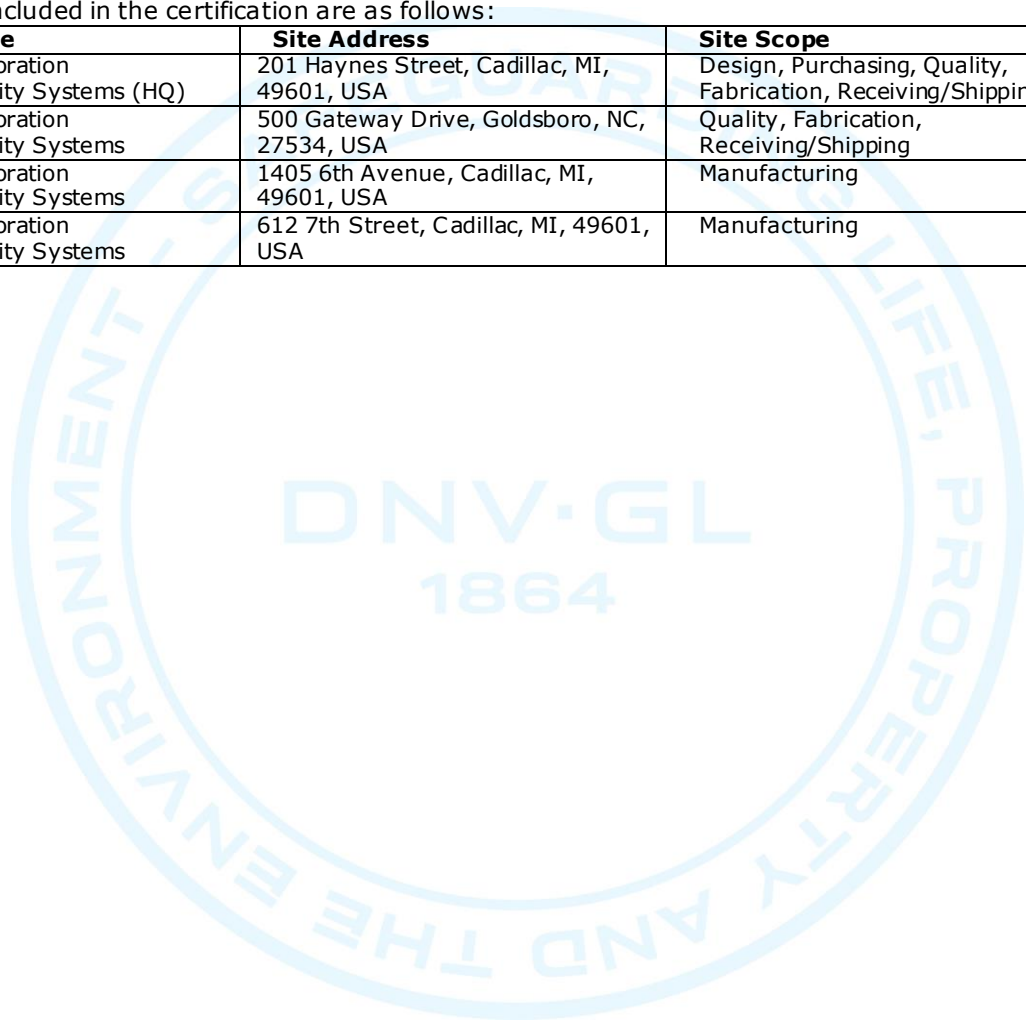 cluded in the certification are as follows:
e Site Address Site Scope
oration 201 Haynes Street, Cadillac, MI, Design, Purchasing, Quality,
ity Systems (HQ) 49601, USA Fabrication, Receiving/Shippin
oration 500 Gateway Drive, Goldsboro, NC, Quality, Fabrication,
ity Systems 27534, USA Receiving/Shipping
oration 1405 6th Avenue, Cadillac, MI, Manufacturing
ity Systems 49601, USA
oration 612 7th Street, Cadillac, MI, 49601, Manufacturing
ity Systems USA
SAFEGUARDING LIFE, PROPERTY AND THE ENVIRONMENT -
DNV·GL
1864